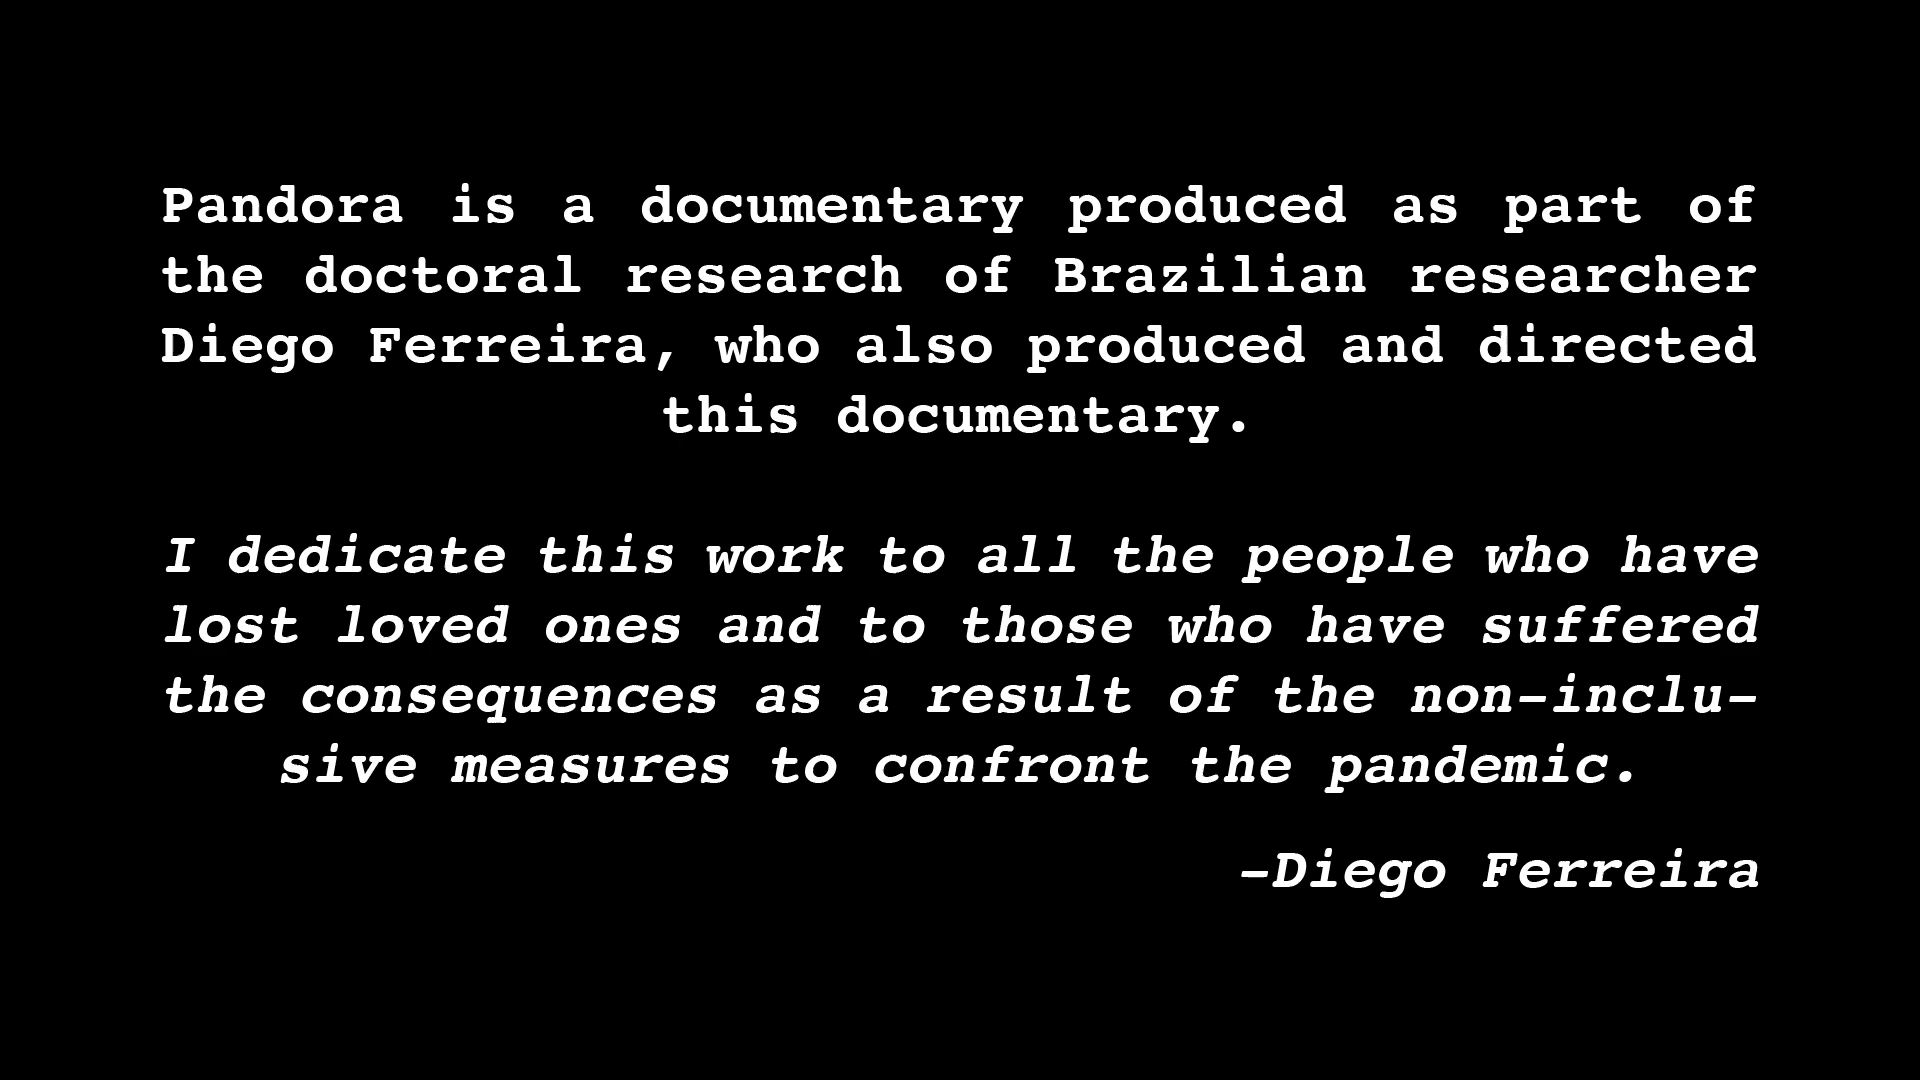 Pandora is a documentary produced as part of
the doctoral research of Brazilian researcher
Diego Ferreira, who also produced and directed
this documentary.
I dedicate this work to all the people who have
lost loved ones and to those who have suffered
the consequences as a result of the non-inclu-
sive measures to confront the pandemic.
-Diego Ferreira